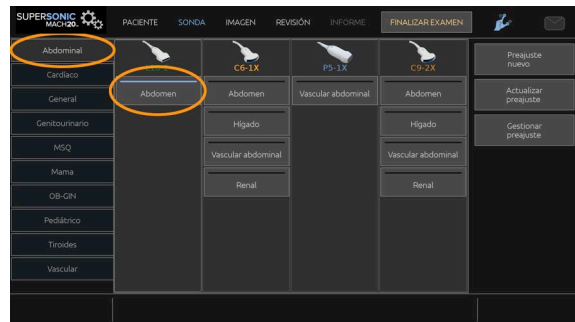 SUPERSONIC
MACH20.
PACIENTE SONDA IMAGEN REVISIÓN INFORME FINALIZAR EXAMEN
Abdominal
Cardíaco
General
Genitourinario
MSQ
Mama
OB-GIN
Pediátrico
Tiroides
Vascular
Abdomen
C6-1X
Abdomen
Hígado
Vascular abdominal
Renal
P5-1X
Vascular abdominal
C9-2X
Abdomen
Hígado
Vascular abdominal
Renal
Preajuste
nuevo
Actualizar
preajuste
Gestionar
preajuste